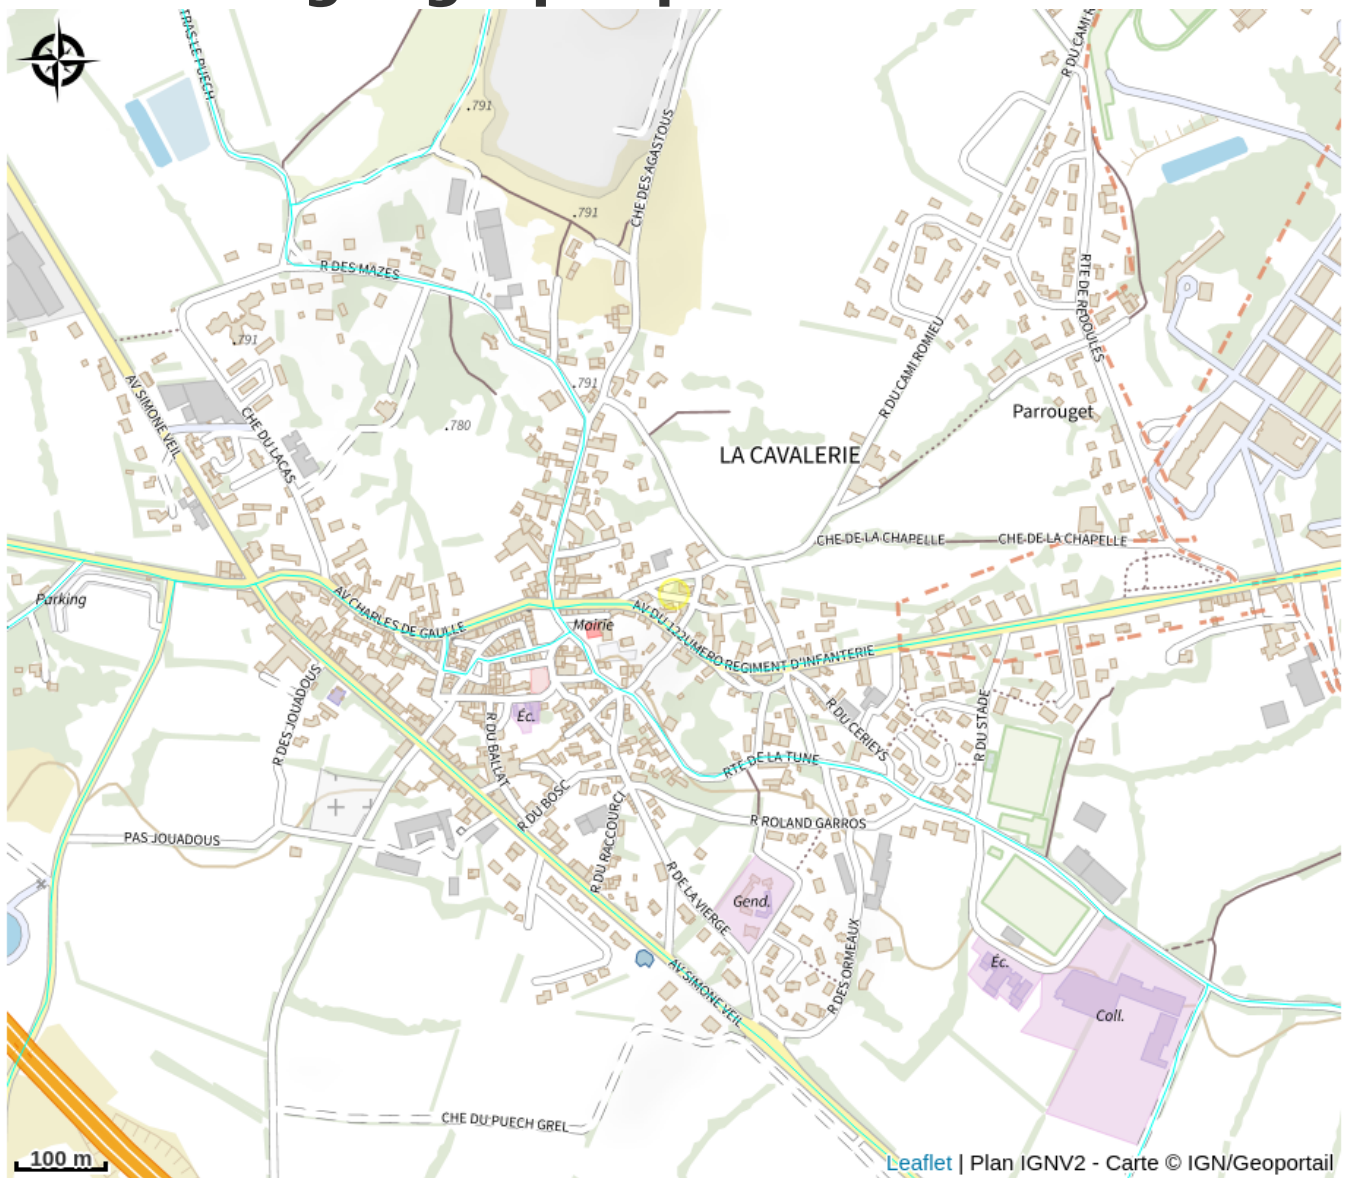 TRAS LE PUECH
R DU CAMI R
.791
CHE DES AGASTOUS
.791
R DES MAZES
RTE DE REDOULES
.791
AV SIMONE VEIL
.791
R DU CAMI ROMIEU
Parrouget
CHE DU LACAS
.780
LA CAVALERIE
CHE DE LA CHAPELLE
CHE DE LA CHAPELLE
Parking
AV CHARLES DE GAULLE
Mairie
AV DU 122UMERO REGIMENT D'INFANTERIE
R DES JOUADOUS
Éc.
R DU BALLAT
R DU CERIEYS
R DU STADE
RTE DE LA TUNE
R DU BOSC
PAS JOUADOUS
R DU RACCOURCI
R ROLAND GARROS
R DE LA VIERGE
Gend.
R DES ORMEAUX
AV SIMONE VEIL
Éc.
Coll.
CHE DU PUECH GREL
100 m
Leaflet | Plan IGNV2 - Carte © IGN/Geoportail